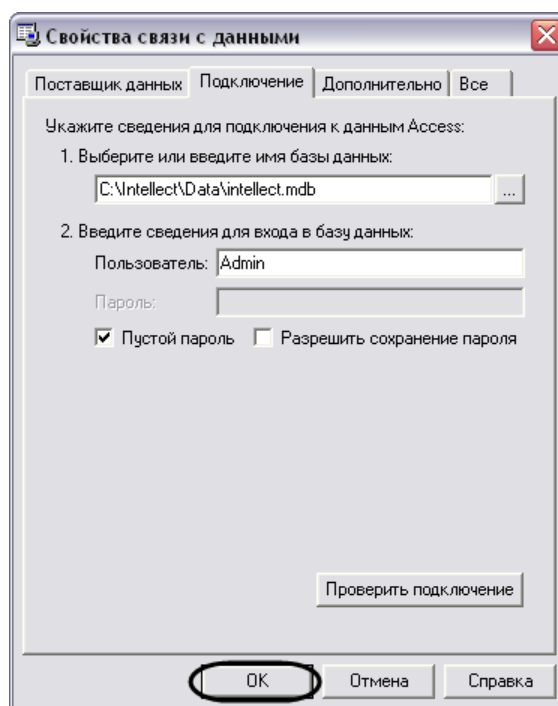 Свойства связи с данными
Поставщик данных Подключение Дополнительно Все
Укажите сведения для подключения к данным Access:
1. Выберите или введите имя базы данных:
C:\Intellect\Data\intellect.mdb ...
2. Введите сведения для входа в базу данных:
Пользователь: Admin
Пароль:
Пустой пароль Разрешить сохранение пароля
Проверить подключение
OK Отмена Справка